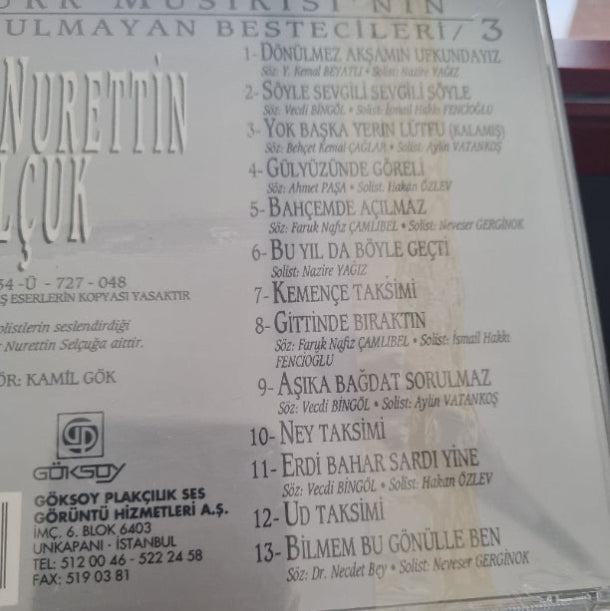 MUSİKİSİ'NİN
ULMAYAN BESTECİLERİ/ 3
NURETTİN
LÇUK
54 -Ü - 727 - 048
Ş ESERLERİN KOPYASI YASAKTIR
olistlerin seslendirdiği
Nurettin Selçuğa aittir.
ÖR: KAMİL GÖK
GÖKSOY
GÖKSOY PLAKÇILIK SES
GÖRÜNTÜ HİZMETLERİ A.Ş.
İMÇ, 6. BLOK 6403
UNKAPANI - İSTANBUL
TEL: 512 00 46 - 522 24 58
FAX: 519 03 81
1- DÖNÜLMEZ AKŞAMIN UFKUNDAYIZ
Söz: Y. Kemal BEYATLI • Solist: Nazire YAĞIZ
2- SÖYLE SEVGİLİ SEVGİLİ SÖYLE
Söz: Vecdi BİNGÖL • Solist: İsmail Hakkı FENCİOĞLU
3- YOK BAŞKA YERİN LÜTFU (KALAMIŞ)
Söz: Behçet Kemal ÇAĞLAR • Solist: Aylin VATANKOŞ
4- GÜLYÜZÜNDE GÖRELİ
Söz: Ahmet PAŞA • Solist. Hakan ÖZLEV
5- BAHÇEMDE AÇILMAZ
Söz: Faruk Nafız ÇAMLIBEL • Solist: Neveser GERGİNOK
6- BU YIL DA BÖYLE GEÇTİ
Solist: Nazire YAĞIZ
7- KEMENÇE TAKSİMİ
8- GİTTİNDE BIRAKTIN
Söz: Faruk Nafız ÇAMLIBEL • Solist: İsmail Hakkı
FENCİOĞLU
9- AŞIKA BAĞDAT SORULMAZ
Söz: Vecdi BİNGÖL • Solist: Aylin VATANKOŞ
10- NEY TAKSİMİ
11- ERDİ BAHAR SARDI YİNE
Söz: Vecdi BİNGÖL • Solist: Hakan ÖZLEV
12- UD TAKSİMİ
13- BİLMEM BU GÖNÜLLE BEN
Söz: Dr. Necdet Bey • Solist: Neveser GERGİNOK